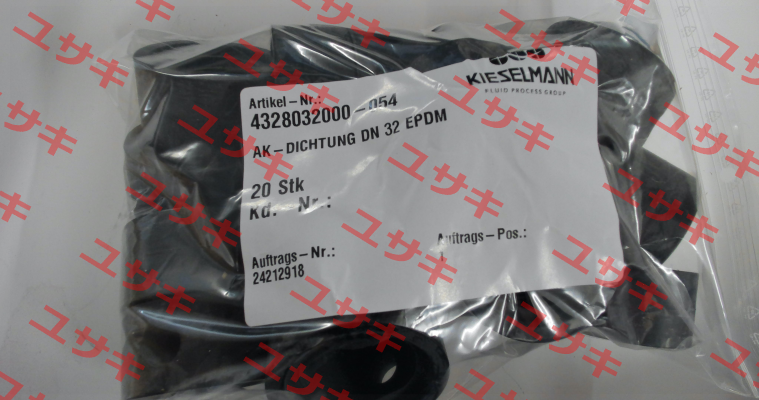 KIESELMANN
FLUID PROCESS GROUP
Artikel-Nr.:
4328032000-054
AK-DICHTUNG DN 32 EPDM
20 Stk
Kd.-Nr.:
Auftrags-Nr.:
24212918
Auftrags-Pos.:
1
ユサキ